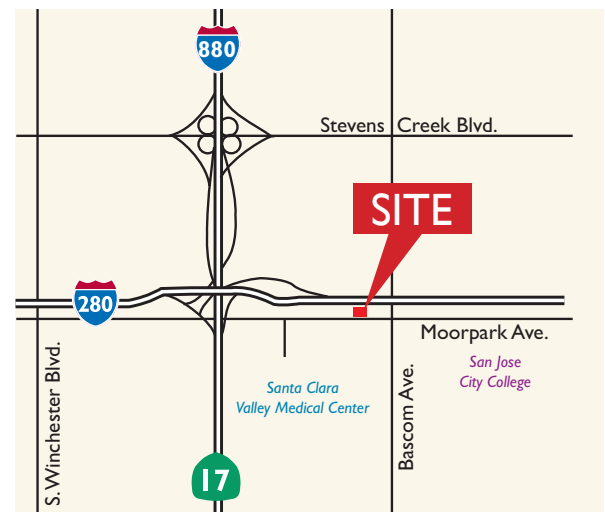 880
Stevens Creek Blvd.
SITE
280
Moorpark Ave.
San Jose
City College
Santa Clara
Valley Medical Center
S. Winchester Blvd.
Bascom Ave.
17